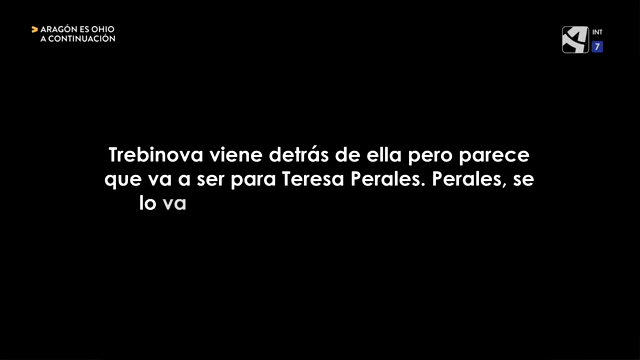 > ARAGÓN ES OHIO
A CONTINUACIÓN
INT
7
Trebinova viene detrás de ella pero parece
que va a ser para Teresa Perales. Perales, se
lo va